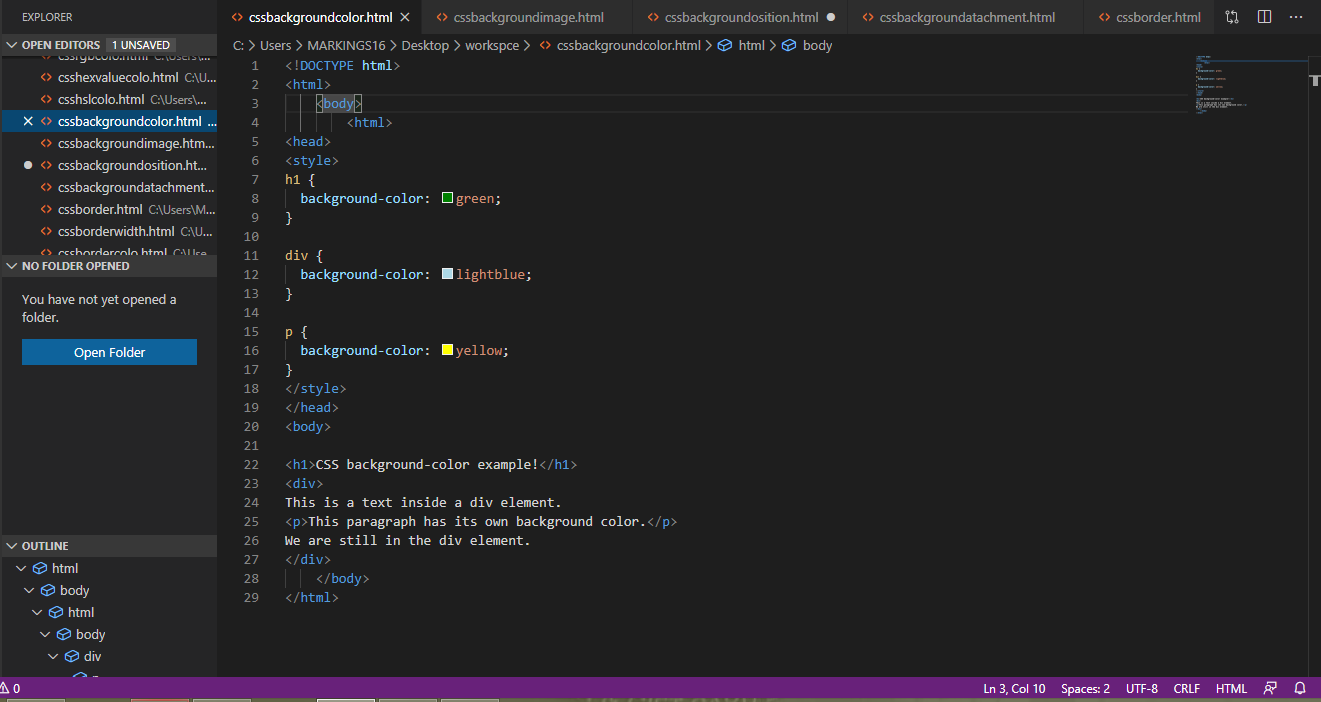 EXPLORER
OPEN EDITORS 1 UNSAVED
cssrgbcolo.html C:\Users\...
csshexvaluecolo.html C:\U...
csshslcolo.html C:\Users\...
cssbackgroundcolor.html ...
cssbackgroundimage.htm...
cssbackgroundosition.ht...
cssbackgroundatachment...
cssborder.html C:\Users\M...
cssborderwidth.html C:\U...
cssbordercolo.html C:\Use
NO FOLDER OPENED
You have not yet opened a
folder.
Open Folder
OUTLINE
html
body
html
body
div
cssbackgroundcolor.html cssbackgroundimage.html cssbackgroundosition.html cssbackgroundatachment.html cssborder.html
C: > Users > MARKINGS16 > Desktop > workspce > cssbackgroundcolor.html > html > body
1 <!DOCTYPE html>
2 <html>
3 <body>
4 <html>
5 <head>
6 <style>
7 h1 {
8 background-color: green;
9 }
10
11 div {
12 background-color: lightblue;
13 }
14
15 p {
16 background-color: yellow;
17 }
18 </style>
19 </head>
20 <body>
21
22 <h1>CSS background-color example!</h1>
23 <div>
24 This is a text inside a div element.
25 <p>This paragraph has its own background color.</p>
26 We are still in the div element.
27 </div>
28 </body>
29 </html>
0 Ln 3, Col 10 Spaces: 2 UTF-8 CRLF HTML